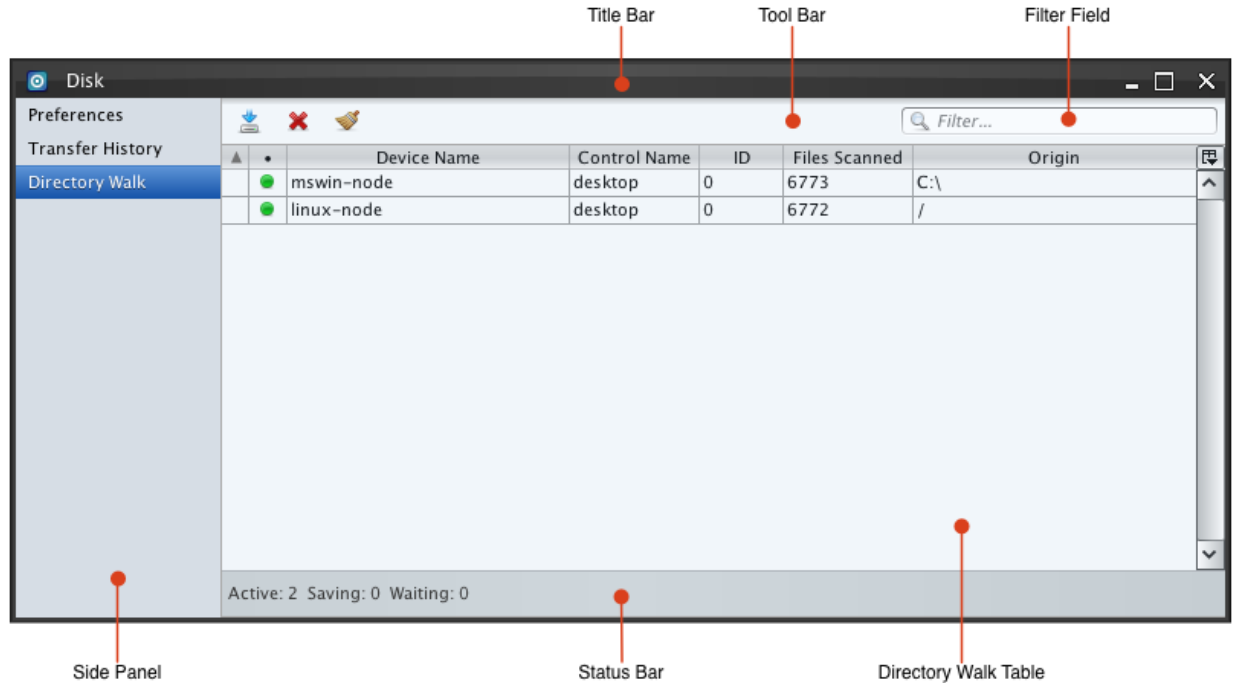 Title Bar Tool Bar Filter Field
Disk
Preferences
Transfer History
Directory Walk
Filter...
Device Name Control Name ID Files Scanned Origin
mswin-node desktop 0 6773 C:\
linux-node desktop 0 6772 /
Active: 2 Saving: 0 Waiting: 0
Side Panel Status Bar Directory Walk Table